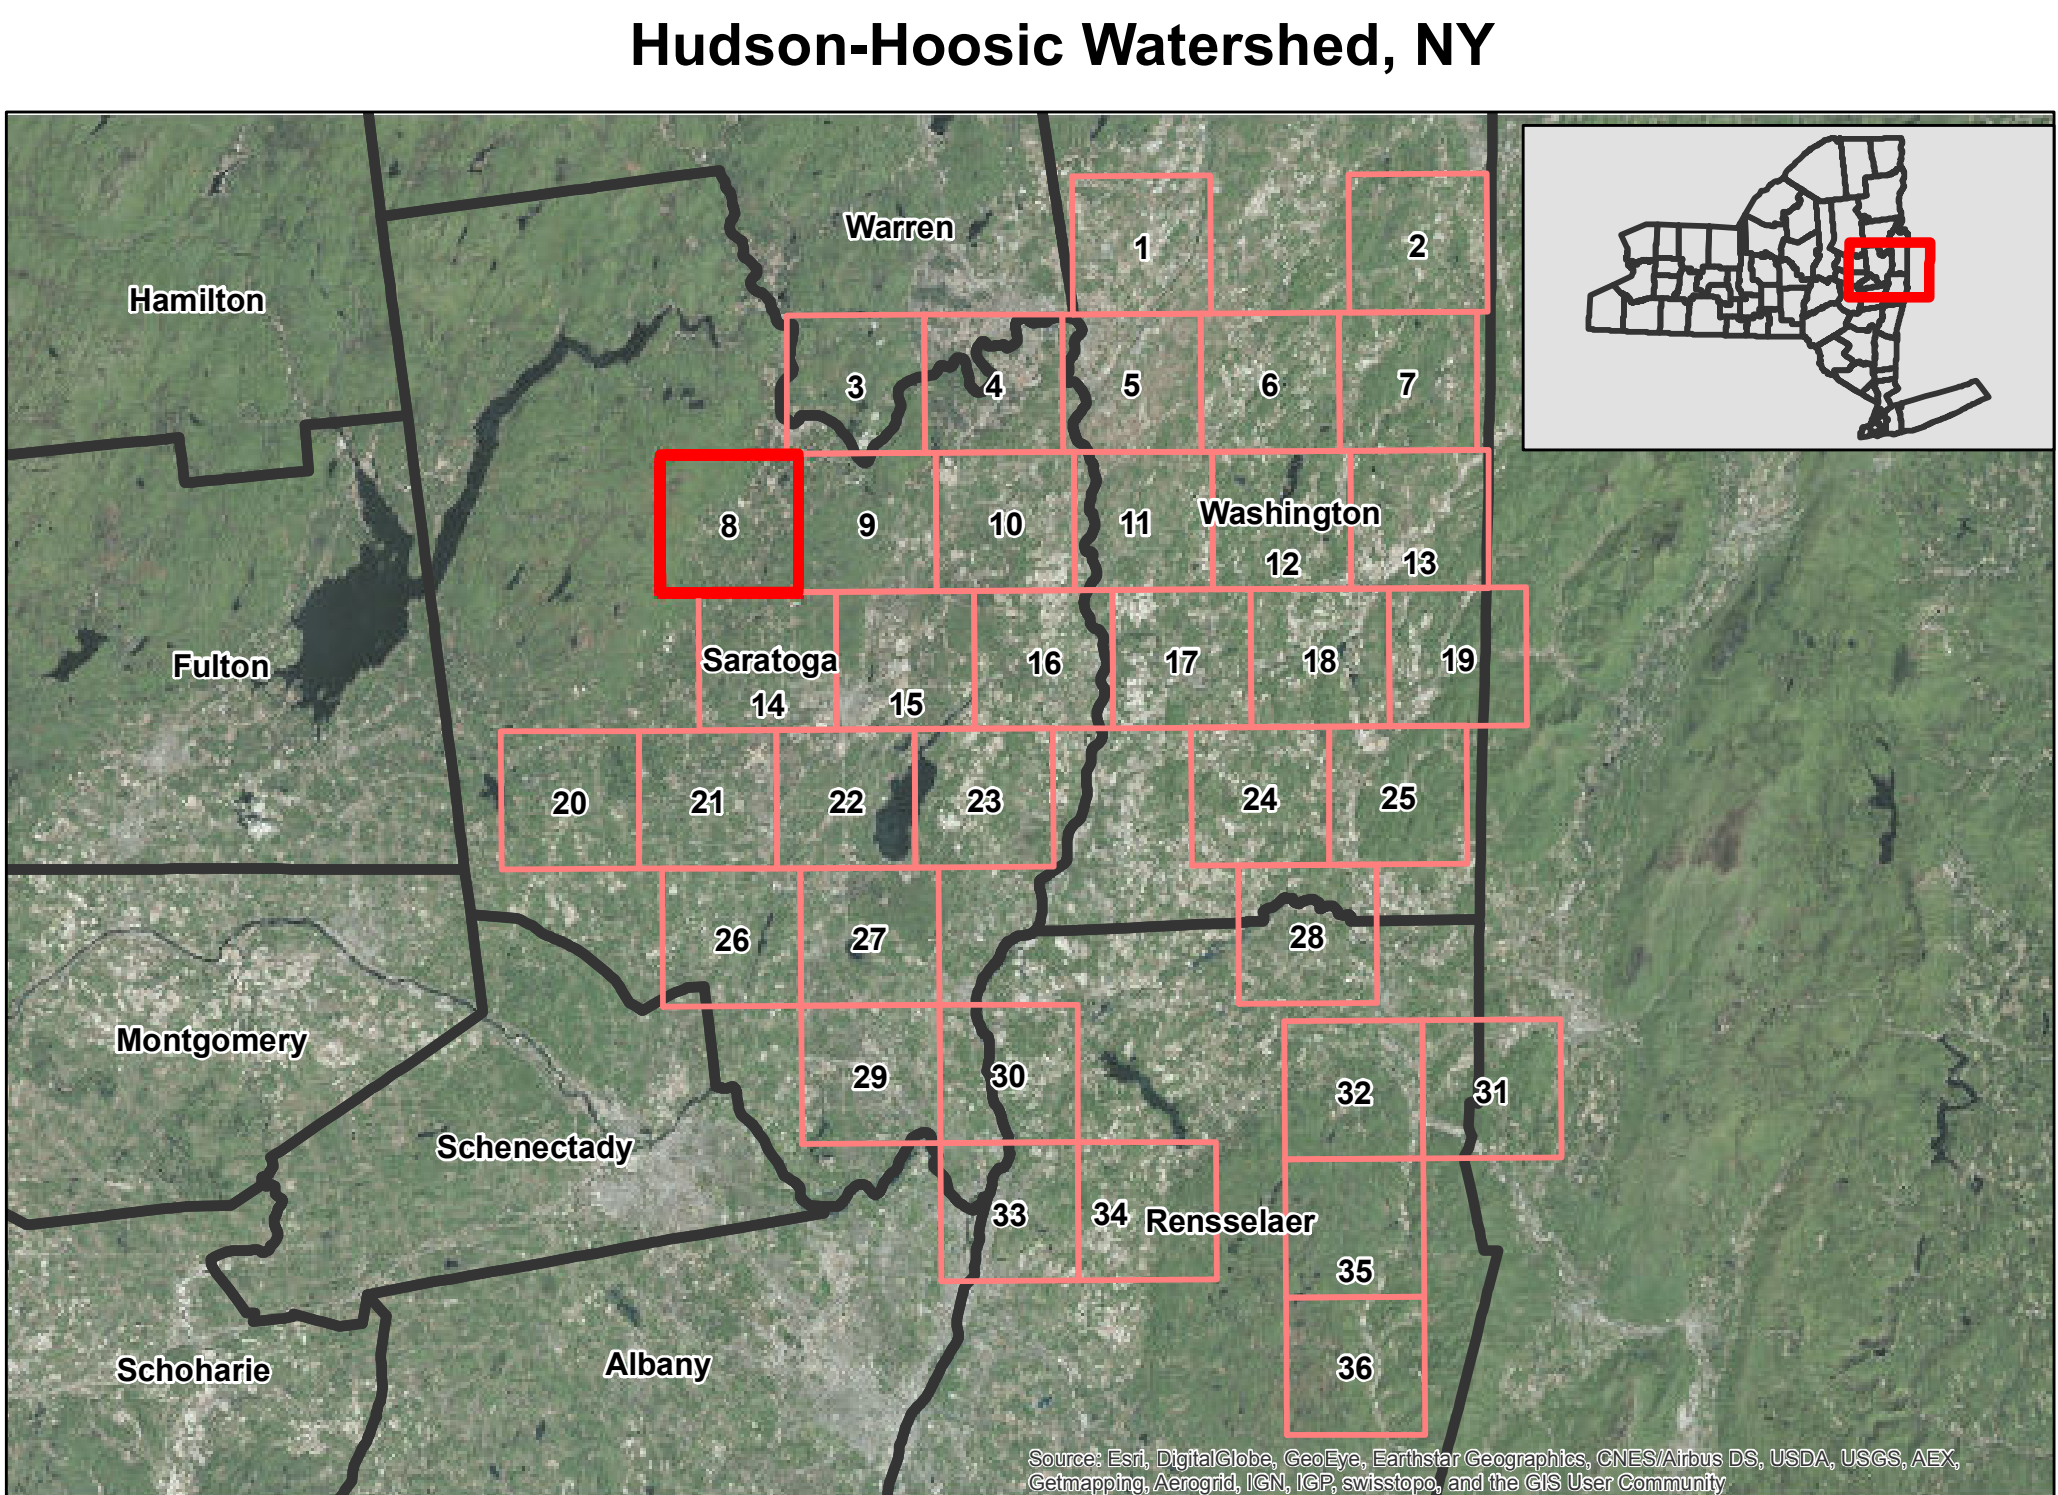 Hudson-Hoosic Watershed, NY
Warren
1
2
Hamilton
3
4
5
6
7
8
9
10
11
Washington
12
13
Fulton
Saratoga
14
15
16
17
18
19
20
21
22
23
24
25
26
27
28
Montgomery
29
30
32
31
Schenectady
33
34
Rensselaer
35
Schoharie
Albany
36
Source: Esri, DigitalGlobe, GeoEye, Earthstar Geographics, CNES/Airbus DS, USDA, USGS, AEX,
Getmapping, Aerogrid, IGN, IGP, swisstopo, and the GIS User Community